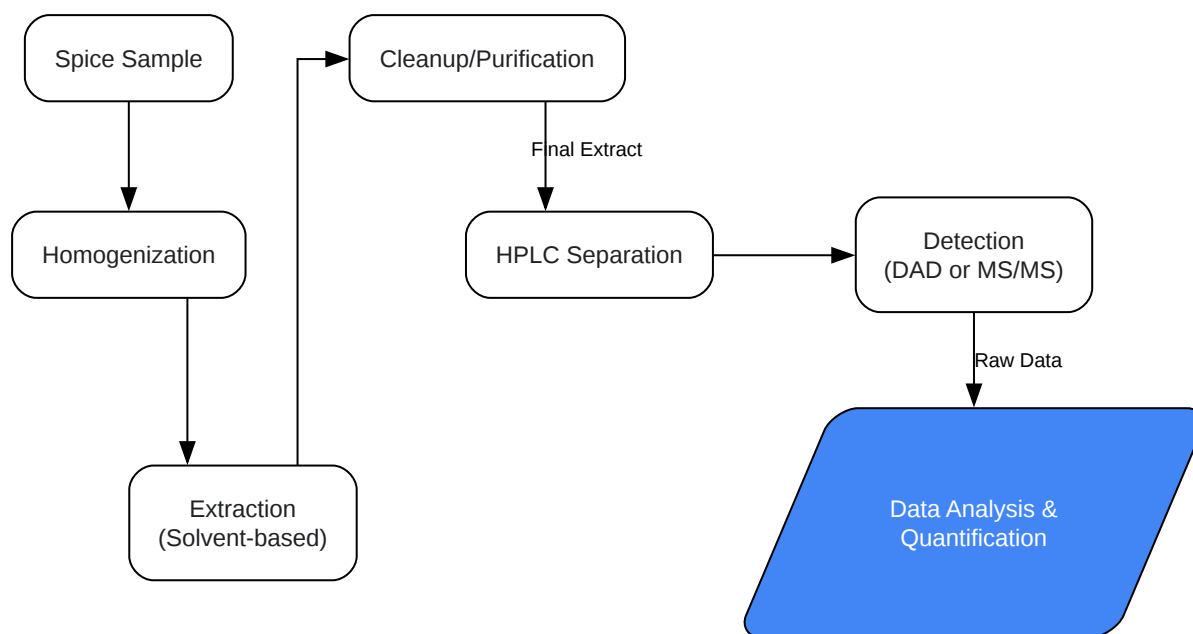 Spice Sample
Homogenization
Extraction
(Solvent-based)
Cleanup/Purification
Final Extract
HPLC Separation
Detection
(DAD or MS/MS)
Raw Data
Data Analysis &
Quantification